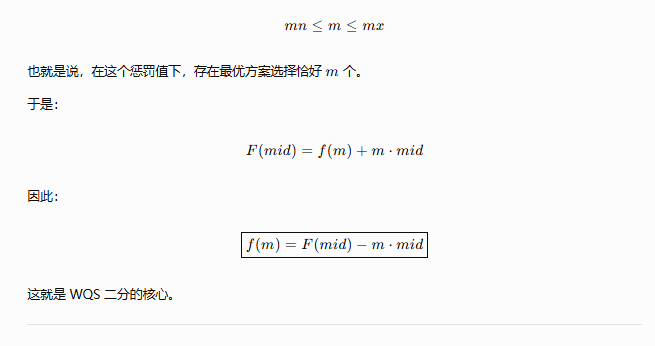 mn ≤ m ≤ mx
也就是说，在这个惩罚值下，存在最优方案选择恰好 m 个。
于是：
F(mid) = f(m) + m · mid
因此：
f(m) = F(mid) − m · mid
这就是 WQS 二分的核心。